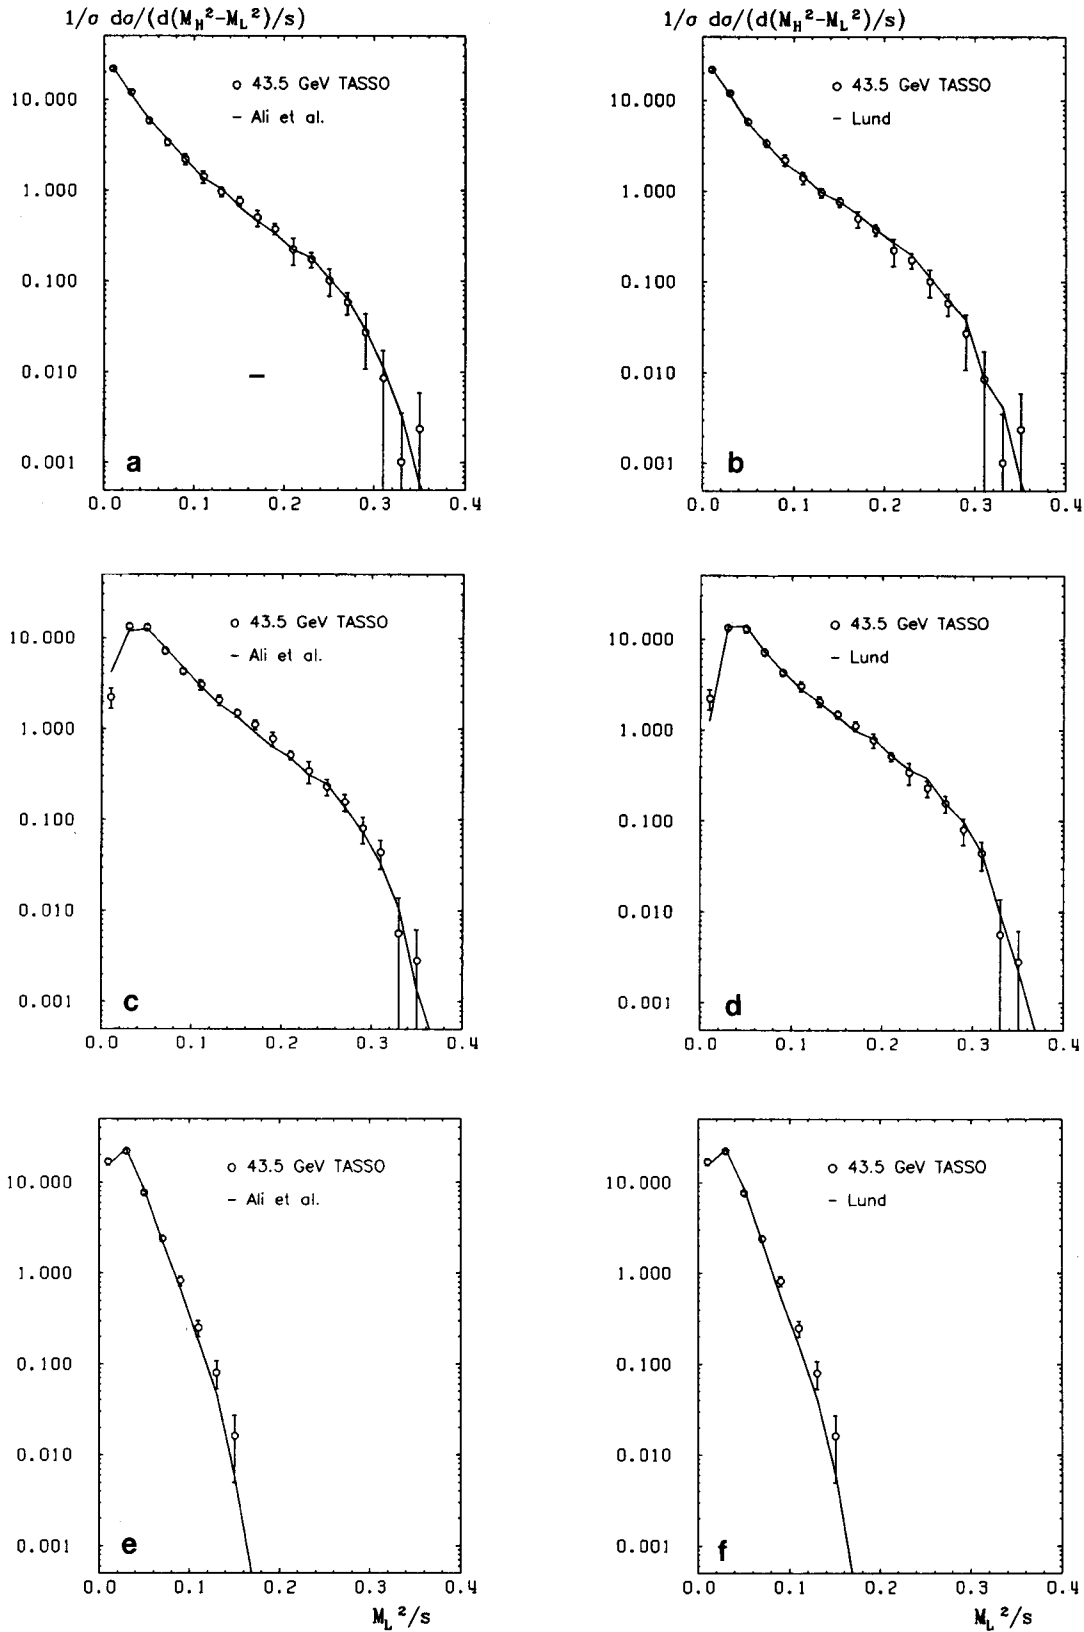 1/σ dσ/(d(M_H²-M_L²)/s)
10.000
1.000
0.100
0.010
0.001
○ 43.5 GeV TASSO
– Ali et al.
a
0.0 0.1 0.2 0.3 0.4
1/σ dσ/(d(M_H²-M_L²)/s)
10.000
1.000
0.100
0.010
0.001
○ 43.5 GeV TASSO
– Lund
b
0.0 0.1 0.2 0.3 0.4
10.000
1.000
0.100
0.010
0.001
○ 43.5 GeV TASSO
– Ali et al.
c
0.0 0.1 0.2 0.3 0.4
10.000
1.000
0.100
0.010
0.001
○ 43.5 GeV TASSO
– Lund
d
0.0 0.1 0.2 0.3 0.4
10.000
1.000
0.100
0.010
0.001
○ 43.5 GeV TASSO
– Ali et al.
e
0.0 0.1 0.2 0.3 0.4
M_L²/s
10.000
1.000
0.100
0.010
0.001
○ 43.5 GeV TASSO
– Lund
f
0.0 0.1 0.2 0.3 0.4
M_L²/s